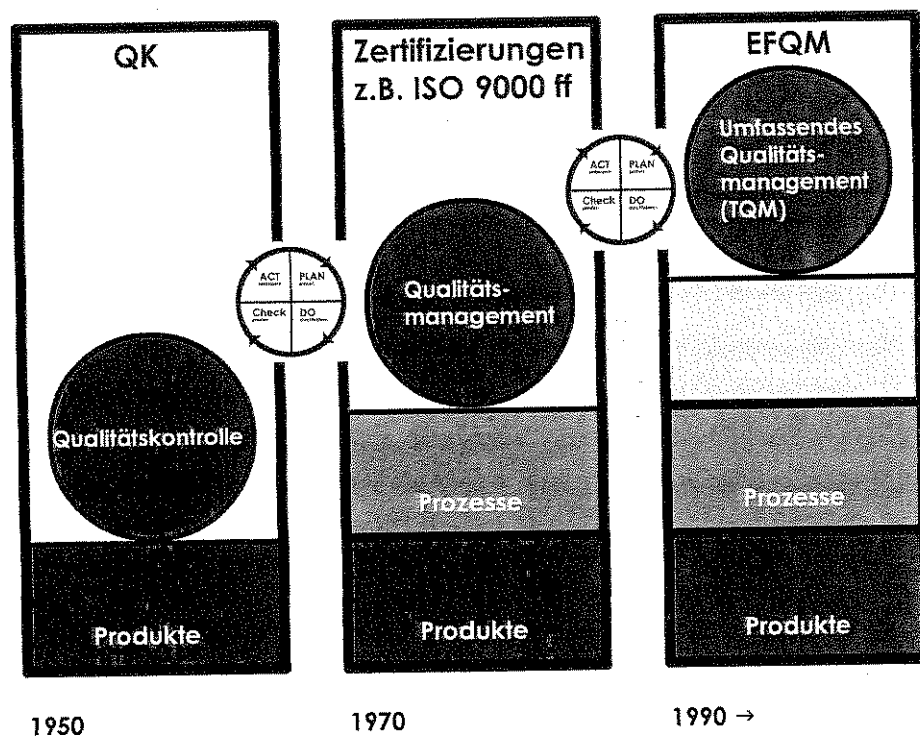 QK
Qualitätskontrolle
Produkte
1950
ACT
PLAN
Check
DO
Zertifizierungen
z.B. ISO 9000 ff
Qualitäts-
management
Prozesse
Produkte
1970
ACT
PLAN
Check
DO
EFQM
Umfassendes
Qualitäts-
management
(TQM)
Prozesse
Produkte
1990 →